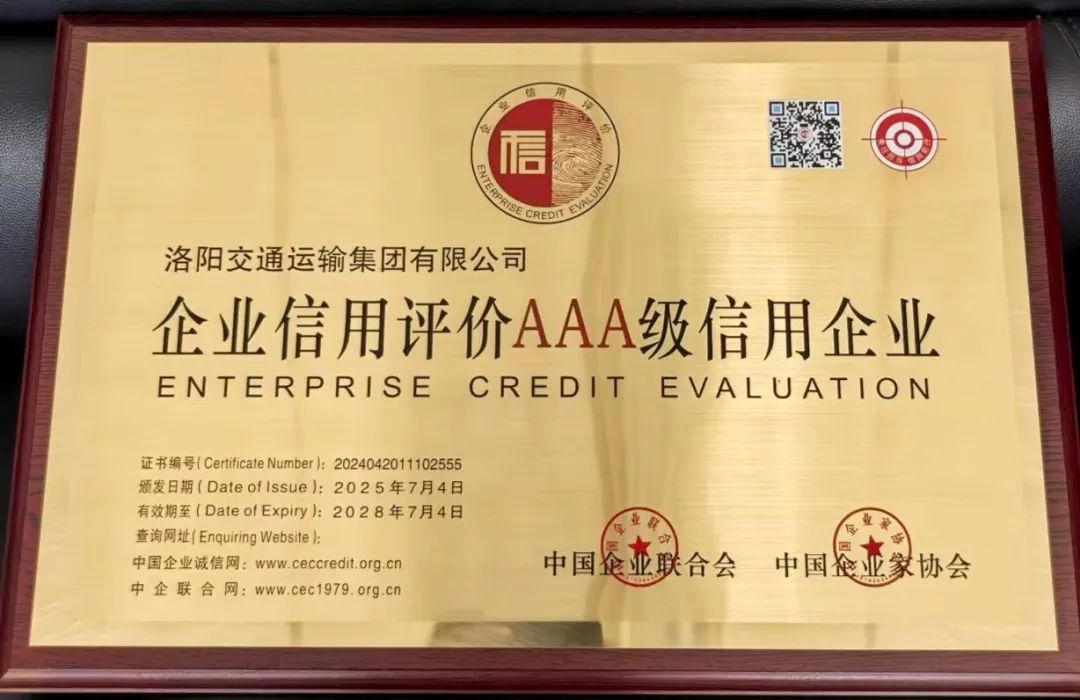 企业信用评价
信
ENTERPRISE CREDIT EVALUATION
洛阳交通运输集团有限公司
企业信用评价AAA级信用企业
ENTERPRISE CREDIT EVALUATION
证书编号(Certificate Number)：2024042011102555
颁发日期(Date of Issue)：2025年7月4日
有效期至(Date of Expiry)：2028年7月4日
查询网址(Enquiring Website)：
中国企业诚信网：www.ceccredit.org.cn
中企联合网：www.cec1979.org.cn
中国企业联合会 中国企业家协会